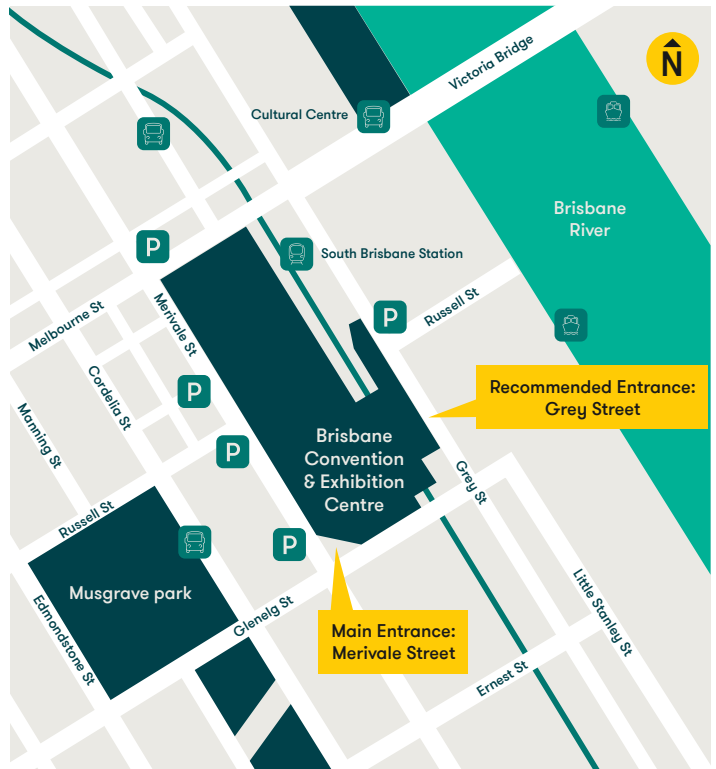 N
Victoria Bridge
Cultural Centre
Brisbane
River
P
South Brisbane Station
Melbourne St
Merivale St
P
Russell St
Recommended Entrance:
Grey Street
Cordelia St
P
Manning St
P
Brisbane
Convention
& Exhibition
Centre
Grey St
Russell St
P
Musgrave park
Edmondstone St
Glenelg St
Little Stanley St
Main Entrance:
Merivale Street
Ernest St